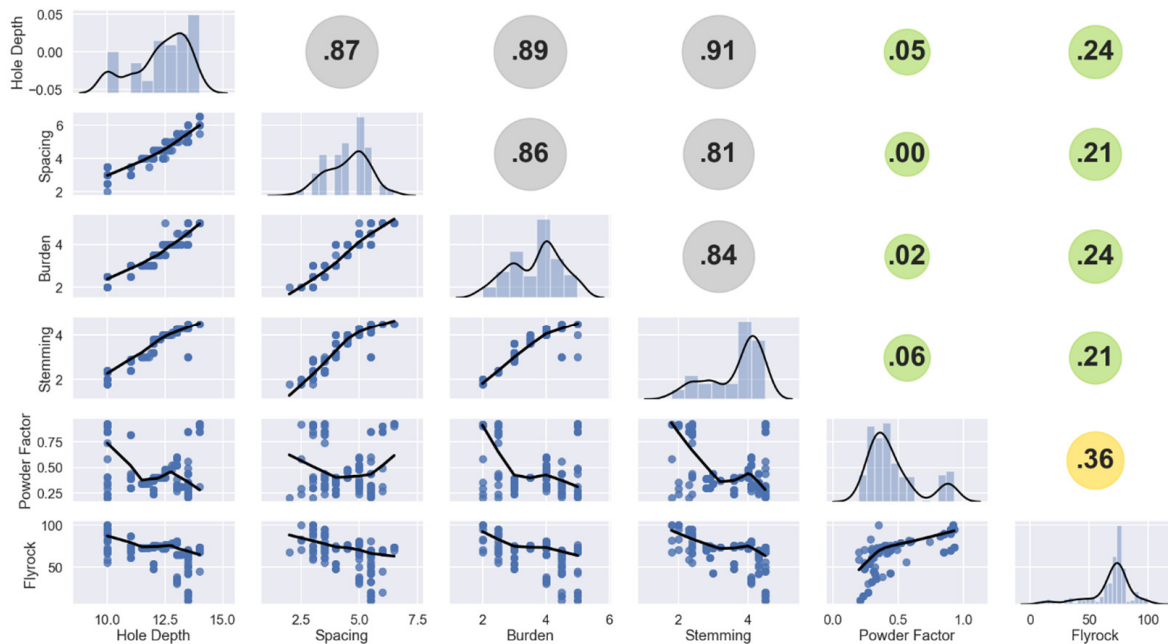 Hole Depth
0.05
0.00
−0.05
.87
.89
.91
.05
.24
Spacing
6
4
2
.86
.81
.00
.21
Burden
4
2
.84
.02
.24
Stemming
4
2
.06
.21
Powder Factor
0.75
0.50
0.25
.36
Flyrock
100
50
10.0 12.5 15.0
2.5 5.0 7.5
2 4 6
2 4
0.0 0.5 1.0
0 50 100
Hole Depth
Spacing
Burden
Stemming
Powder Factor
Flyrock